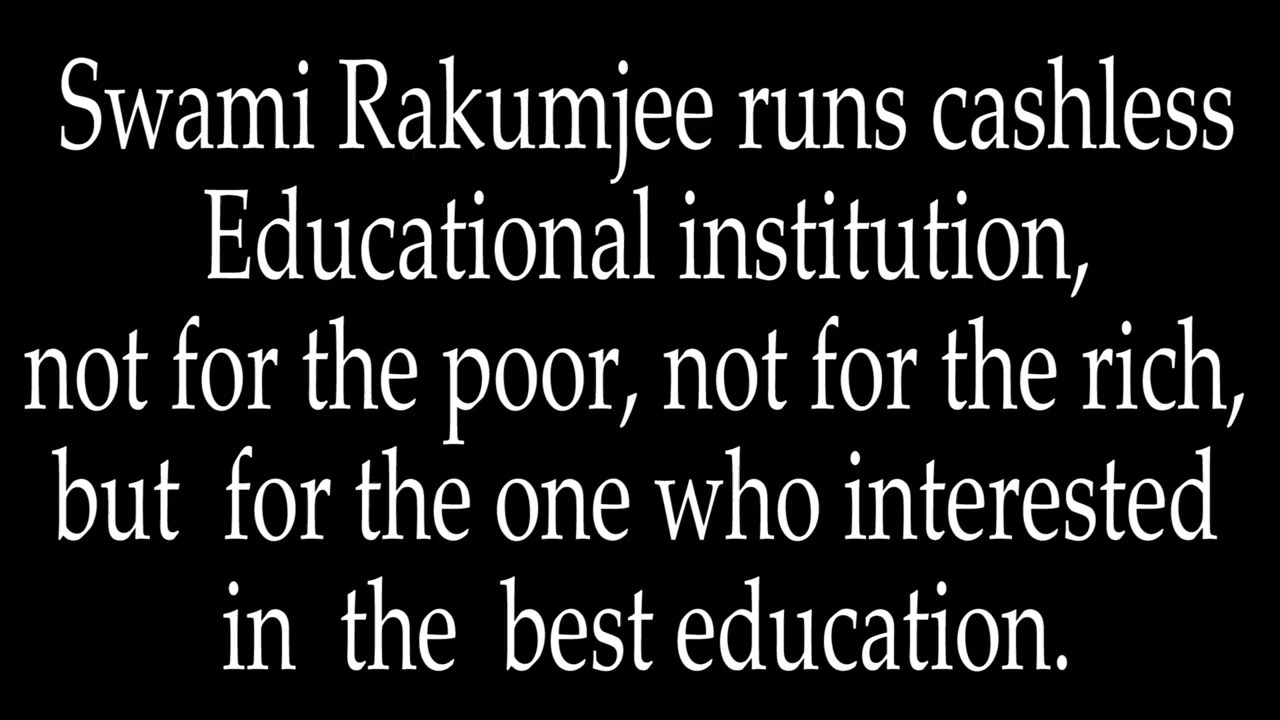 Swami Rakumjee runs cashless
Educational institution,
not for the poor, not for the rich,
but for the one who interested
in the best education.